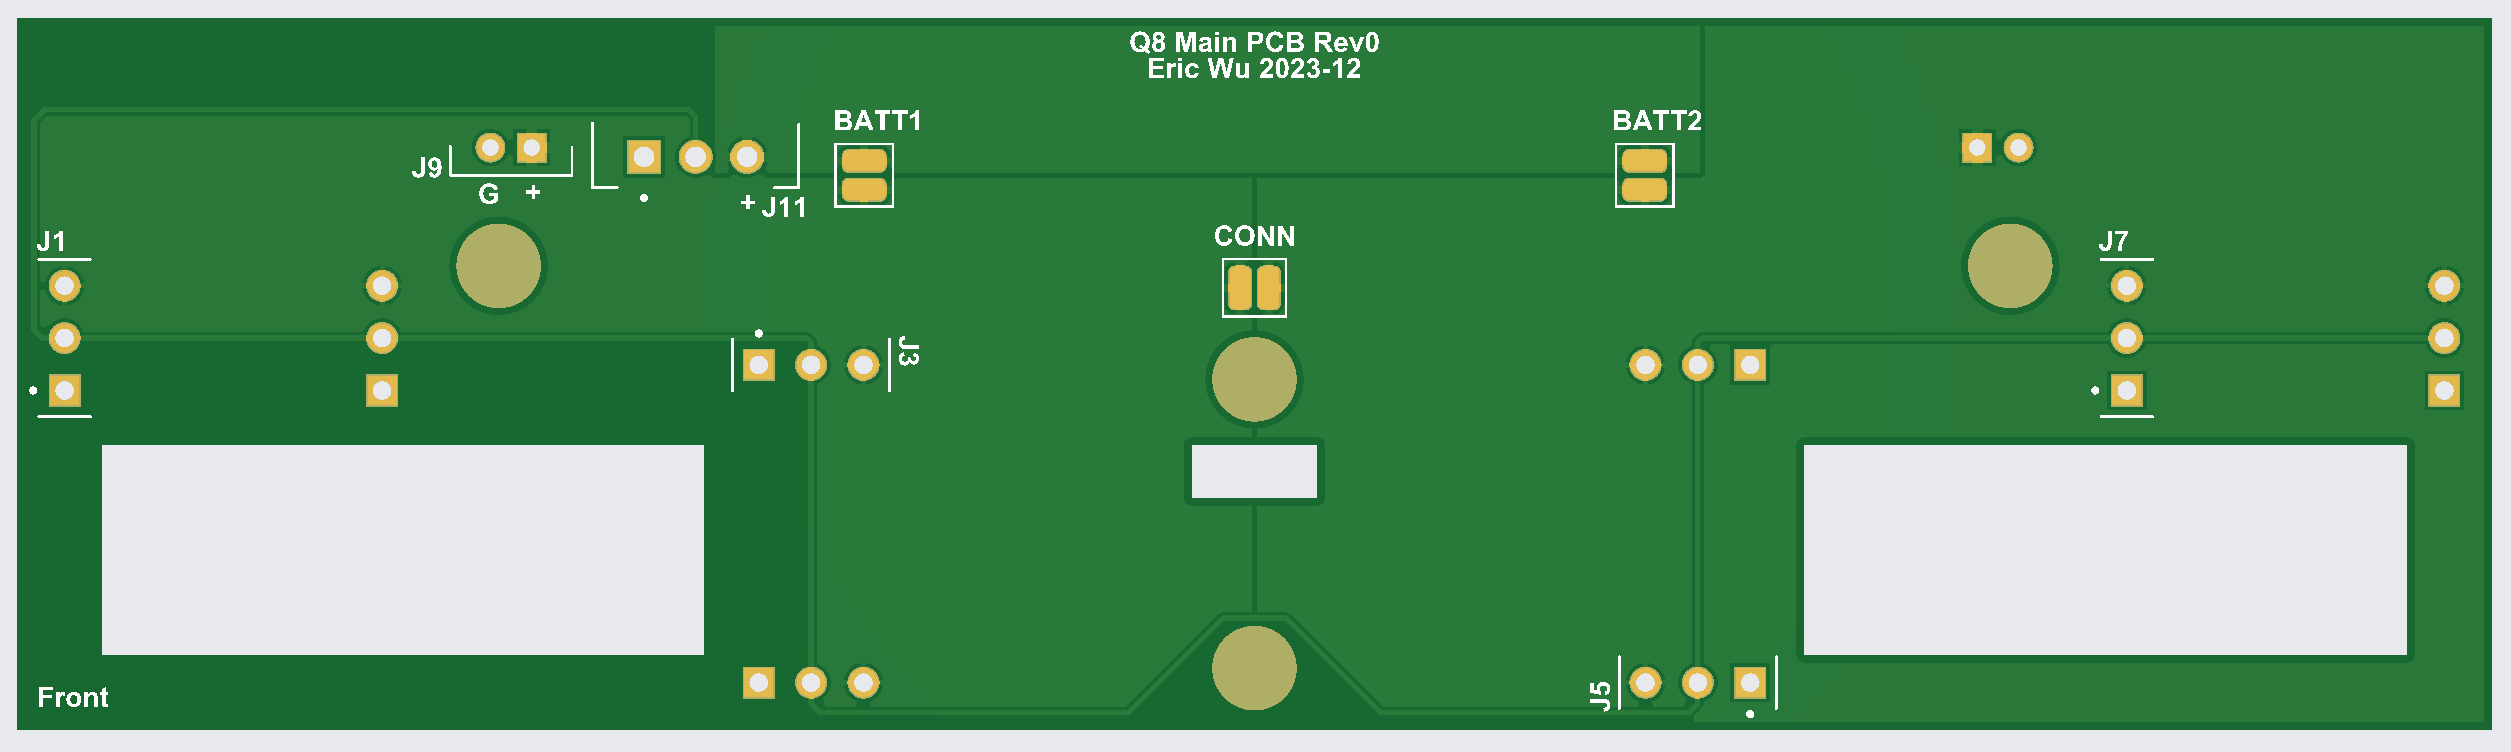 Q8 Main PCB Rev0
Eric Wu 2023-12
BATT1
BATT2
J9
G +
+ J11
CONN
J1
J7
J3
J5
Front